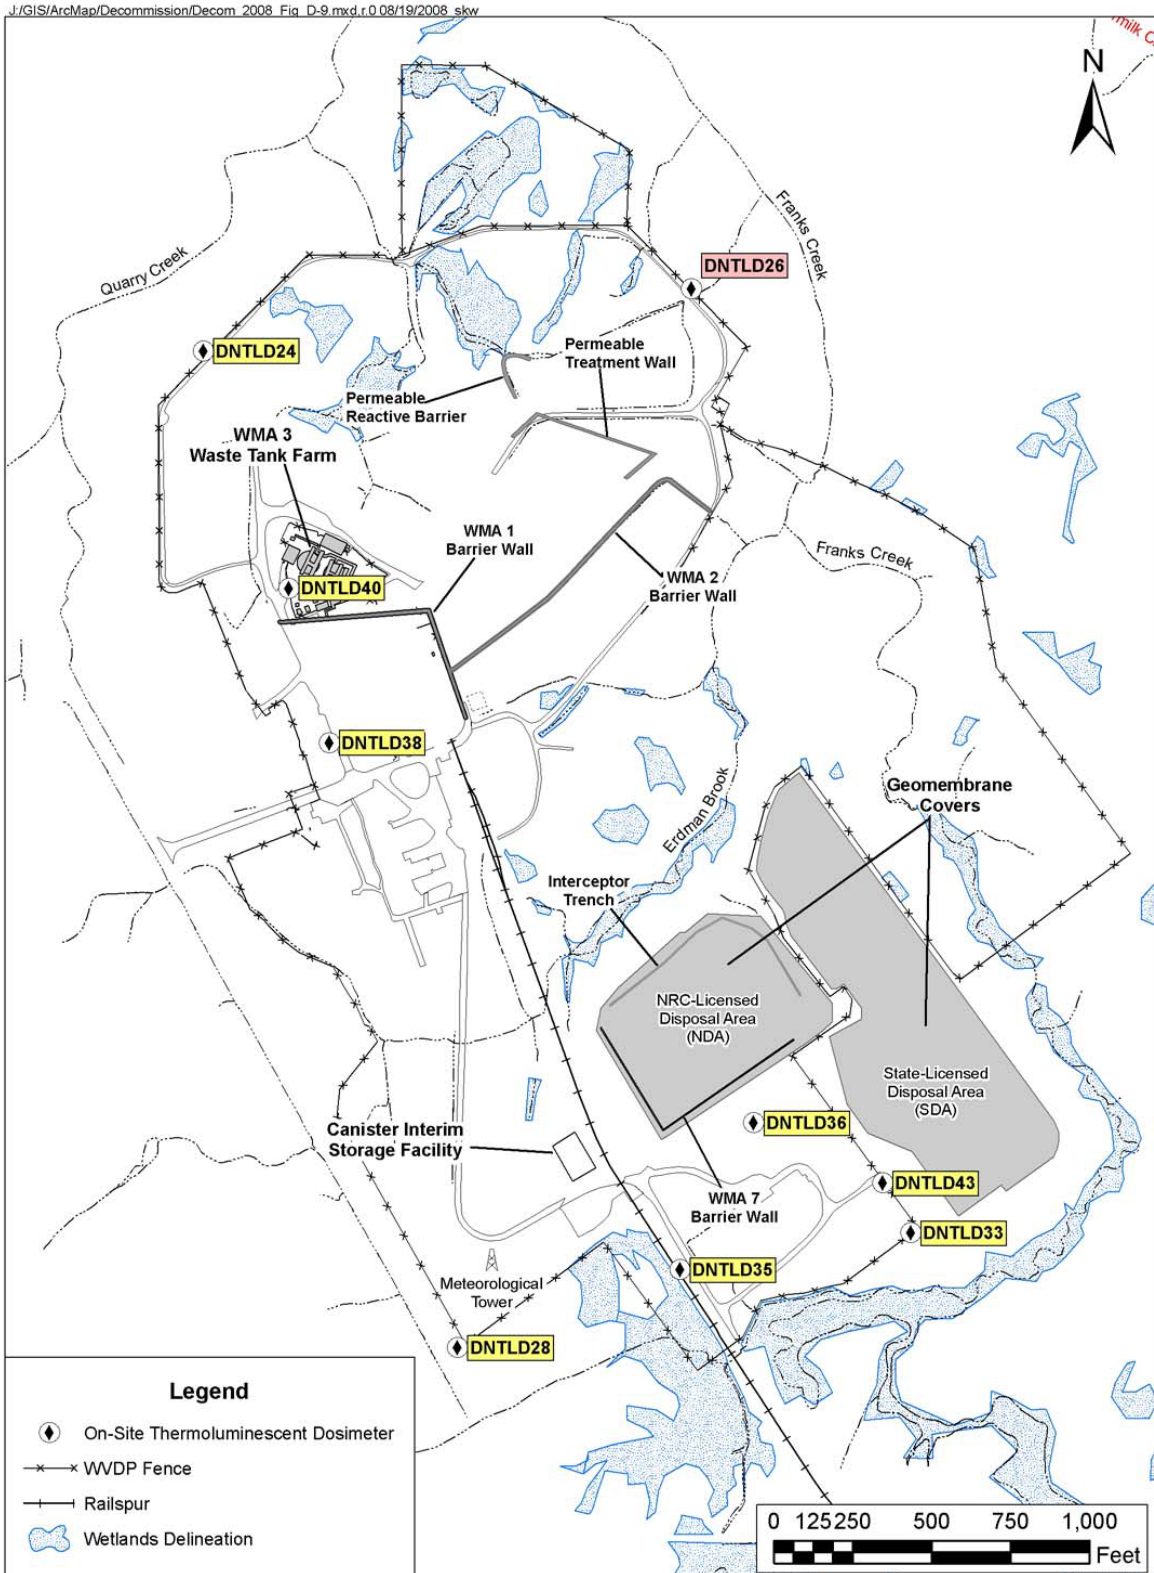 J:/GIS/ArcMap/Decommission/Decom_2008_Fig_D-9.mxd,r.0 08/19/2008_skw
N
Franks Creek
DNTLD26
Quarry Creek
DNTLD24
Permeable
Treatment Wall
Permeable
Reactive Barrier
WMA 3
Waste Tank Farm
WMA 1
Barrier Wall
Franks Creek
DNTLD40
WMA 2
Barrier Wall
DNTLD38
Geomembrane
Covers
Erdman Brook
Interceptor
Trench
NRC-Licensed
Disposal Area
(NDA)
State-Licensed
Disposal Area
(SDA)
DNTLD36
Canister Interim
Storage Facility
DNTLD43
WMA 7
Barrier Wall
DNTLD33
DNTLD35
Meteorological
Tower
DNTLD28
Legend
On-Site Thermoluminescent Dosimeter
WVDP Fence
Railspur
Wetlands Delineation
0 125 250 500 750 1,000
Feet